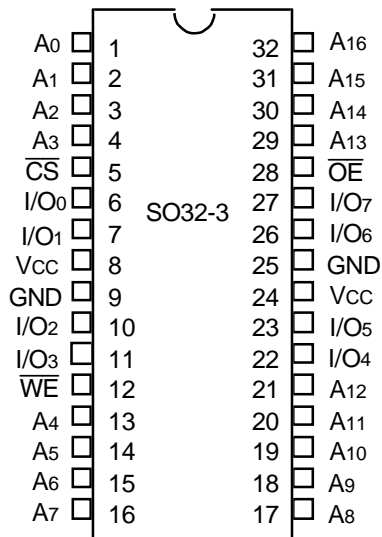 A0 1 32 A16
A1 2 31 A15
A2 3 30 A14
A3 4 29 A13
C̅S̅ 5 28 O̅E̅
I/O0 6 SO32-3 27 I/O7
I/O1 7 26 I/O6
VCC 8 25 GND
GND 9 24 VCC
I/O2 10 23 I/O5
I/O3 11 22 I/O4
W̅E̅ 12 21 A12
A4 13 20 A11
A5 14 19 A10
A6 15 18 A9
A7 16 17 A8